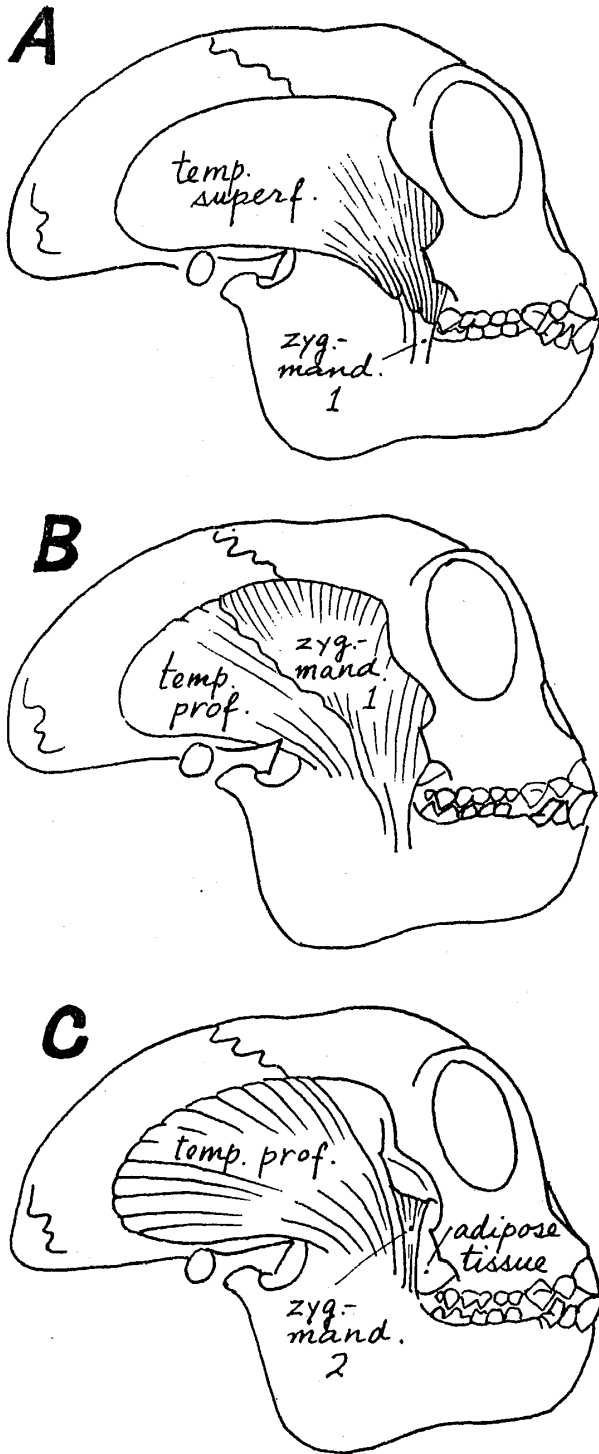 A
temp.
superf.
zyg.-
mand.
1
B
zyg.-
mand.
1
temp.
prof.
C
temp. prof.
adipose
tissue
zyg.-
mand.
2